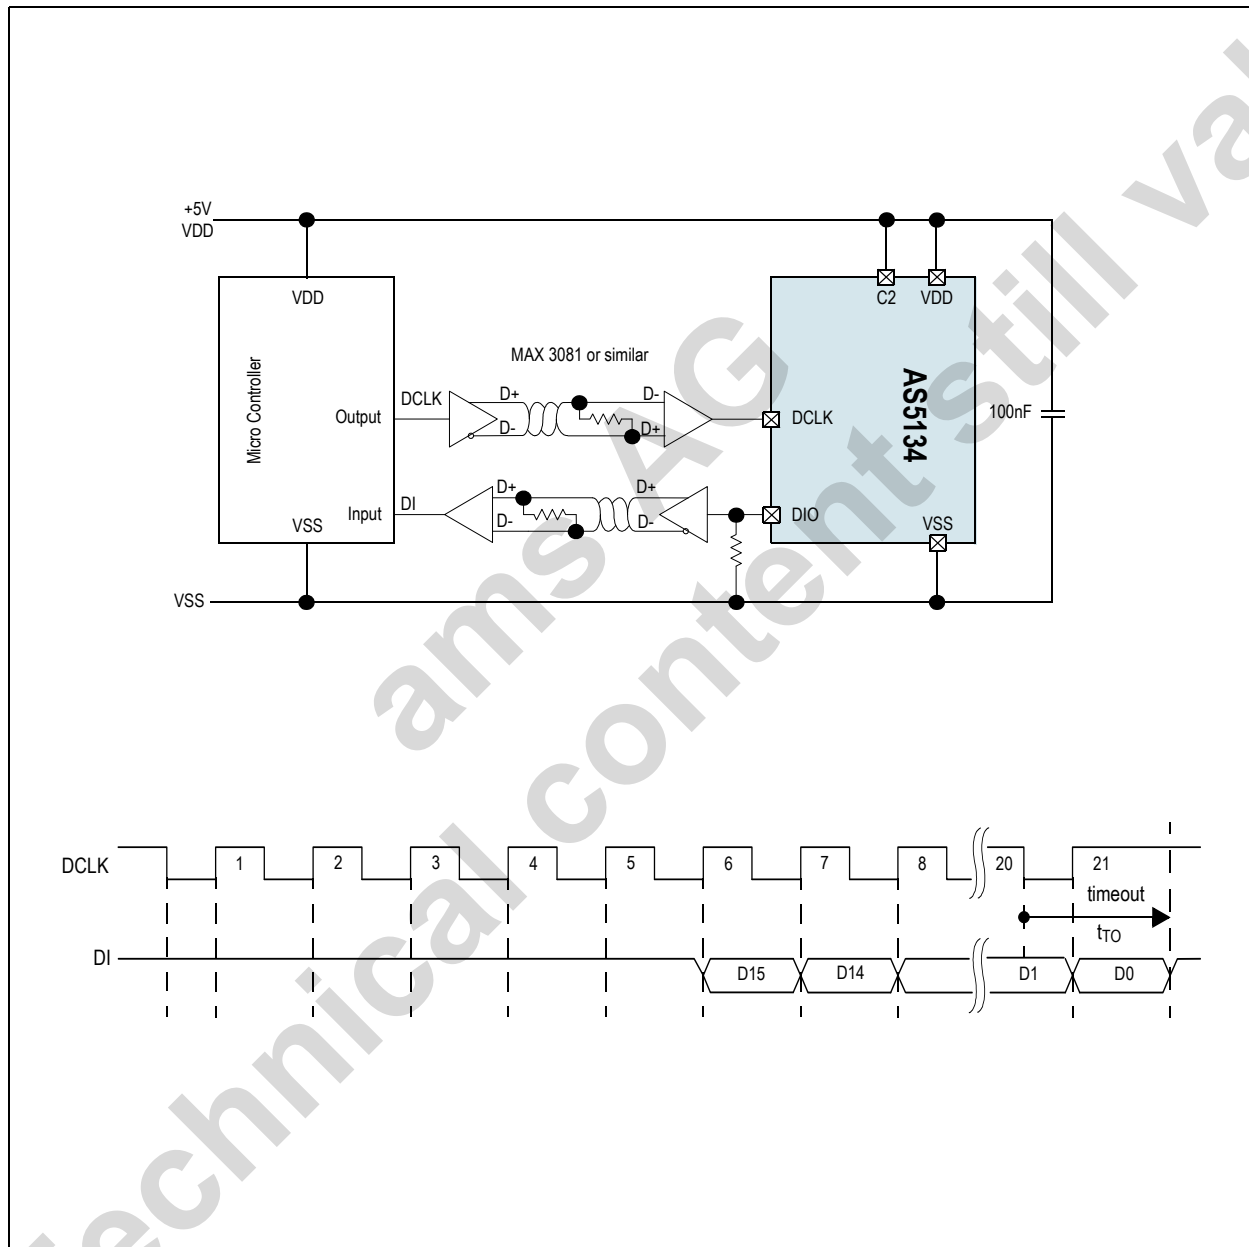 +5V
VDD
VDD
C2
VDD
Micro Controller
MAX 3081 or similar
AS5134
Output
DCLK
D+
D-
D-
D+
DCLK
100nF
Input
DI
D+
D-
D+
D-
DIO
VSS
VSS
VSS
ams AG
technical content still val
DCLK
1
2
3
4
5
6
7
8
20
21
timeout
tTO
DI
D15
D14
D1
D0